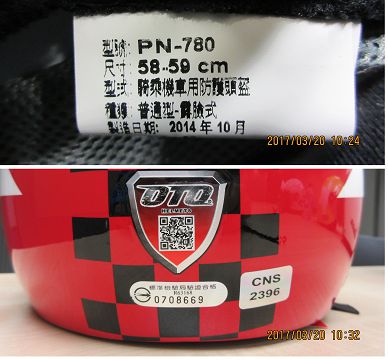 型號: PN-780
尺寸: 58-59 cm
型式: 騎乘機車用防護頭盔
種類: 普通型-露臉式
製造日期: 2014 年 10 月
2017/03/20 10:24
OTQ
HELMETS
標準檢驗局驗證合格
R63168
0708669
CNS
2396
2017/03/20 10:32